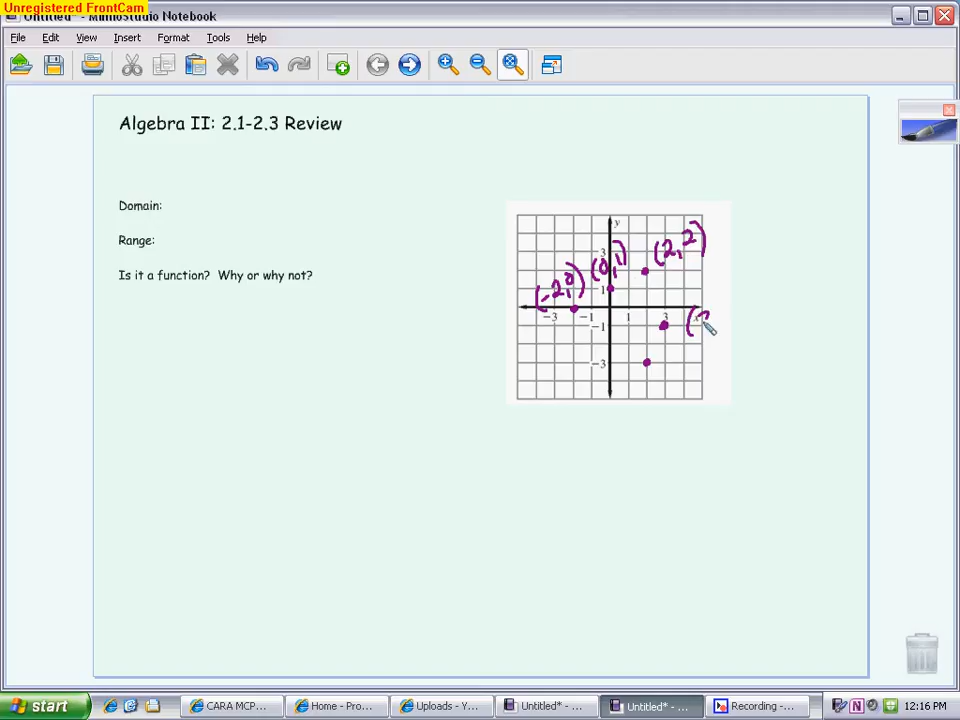 Unregistered FrontCam
Untitled* - MimioStudio Notebook
File Edit View Insert Format Tools Help
Algebra II: 2.1-2.3 Review
Domain:
Range:
Is it a function? Why or why not?
y
(2,2)
3
(0,1)
(-2,0)
1
-3 -1 1 3 x
(
-1
-3
start
CARA MCP...
Home - Pro...
Uploads - Y...
Untitled* - ...
Untitled* - ...
Recording - ...
12:16 PM